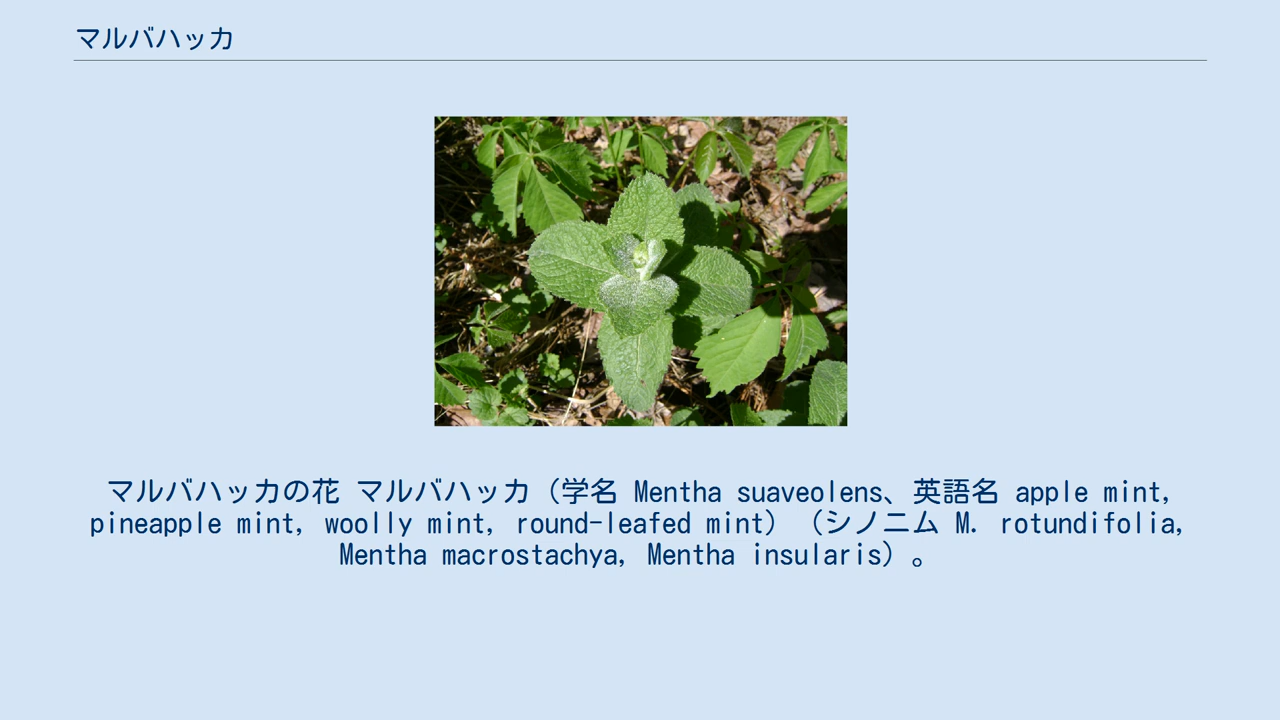 マルバハッカ
マルバハッカの花 マルバハッカ（学名 Mentha suaveolens、英語名 apple mint,
pineapple mint, woolly mint, round-leafed mint）（シノニム M. rotundifolia,
Mentha macrostachya, Mentha insularis）。